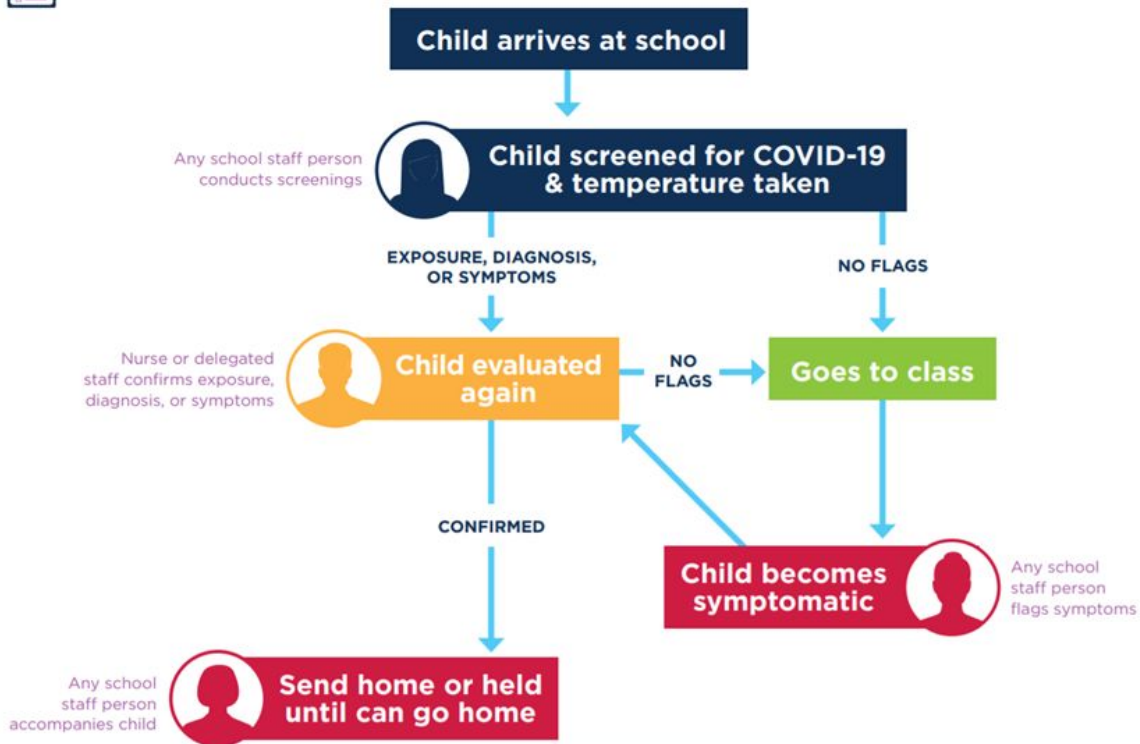 Child arrives at school
Any school staff person
conducts screenings
Child screened for COVID-19
& temperature taken
EXPOSURE, DIAGNOSIS,
OR SYMPTOMS
NO FLAGS
Nurse or delegated
staff confirms exposure,
diagnosis, or symptoms
Child evaluated
again
NO
FLAGS
Goes to class
CONFIRMED
Child becomes
symptomatic
Any school
staff person
flags symptoms
Any school
staff person
accompanies child
Send home or held
until can go home